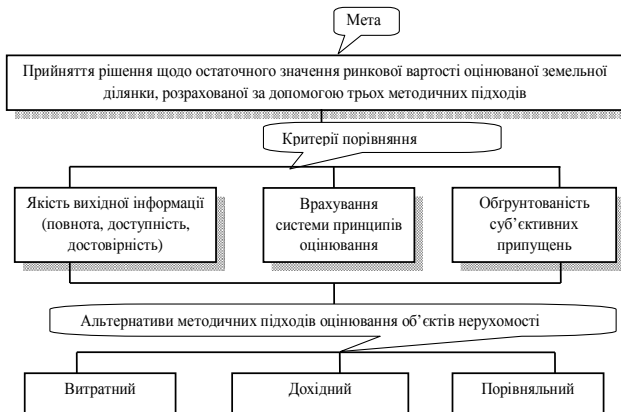 Мета
Прийняття рішення щодо остаточного значення ринкової вартості оцінюваної земельної
ділянки, розрахованої за допомогою трьох методичних підходів
Критерії порівняння
Якість вихідної інформації
(повнота, доступність,
достовірність)
Врахування
системи принципів
оцінювання
Обгрунтованість
суб’єктивних
припущень
Альтернативи методичних підходів оцінювання об’єктів нерухомості
Витратний
Дохідний
Порівняльний